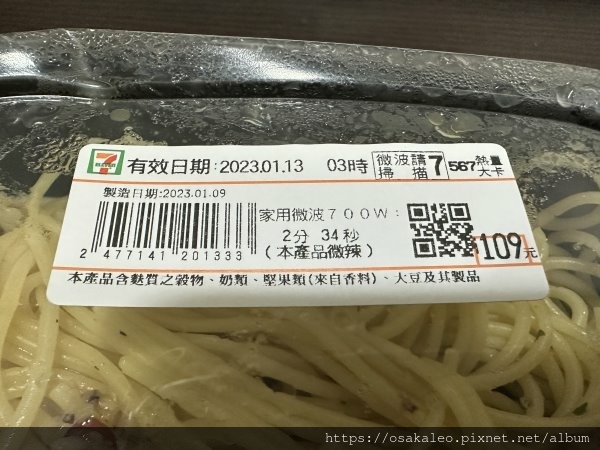 7
ELEVEN
有效日期:2023.01.13 03時
微波請
掃描
7
567
熱量
大卡
製造日期:2023.01.09
家用微波700W:
2分 34秒
(本產品微辣)
2 477141 201333
109元
本產品含麩質之穀物、奶類、堅果類(來自香料)、大豆及其製品
https://osakaleo.pixnet.net/album